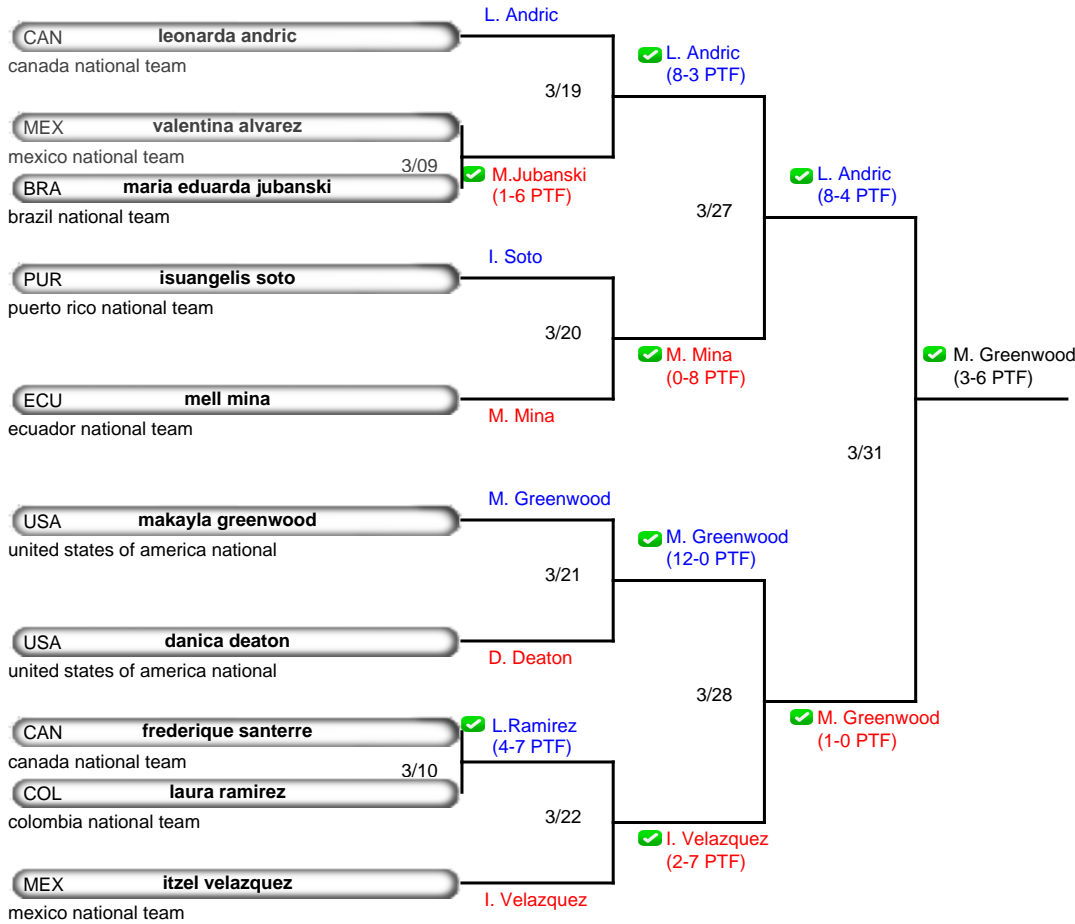 L. Andric
CAN leonarda andric
canada national team
L. Andric
(8-3 PTF)
3/19
MEX valentina alvarez
mexico national team
3/09
M.Jubanski
(1-6 PTF)
BRA maria eduarda jubanski
brazil national team
L. Andric
(8-4 PTF)
3/27
I. Soto
PUR isuangelis soto
puerto rico national team
3/20
M. Mina
(0-8 PTF)
ECU mell mina
ecuador national team
M. Mina
M. Greenwood
(3-6 PTF)
3/31
M. Greenwood
USA makayla greenwood
united states of america national
M. Greenwood
(12-0 PTF)
3/21
USA danica deaton
united states of america national
D. Deaton
3/28
M. Greenwood
(1-0 PTF)
CAN frederique santerre
canada national team
3/10
L.Ramirez
(4-7 PTF)
COL laura ramirez
colombia national team
3/22
I. Velazquez
(2-7 PTF)
MEX itzel velazquez
mexico national team
I. Velazquez